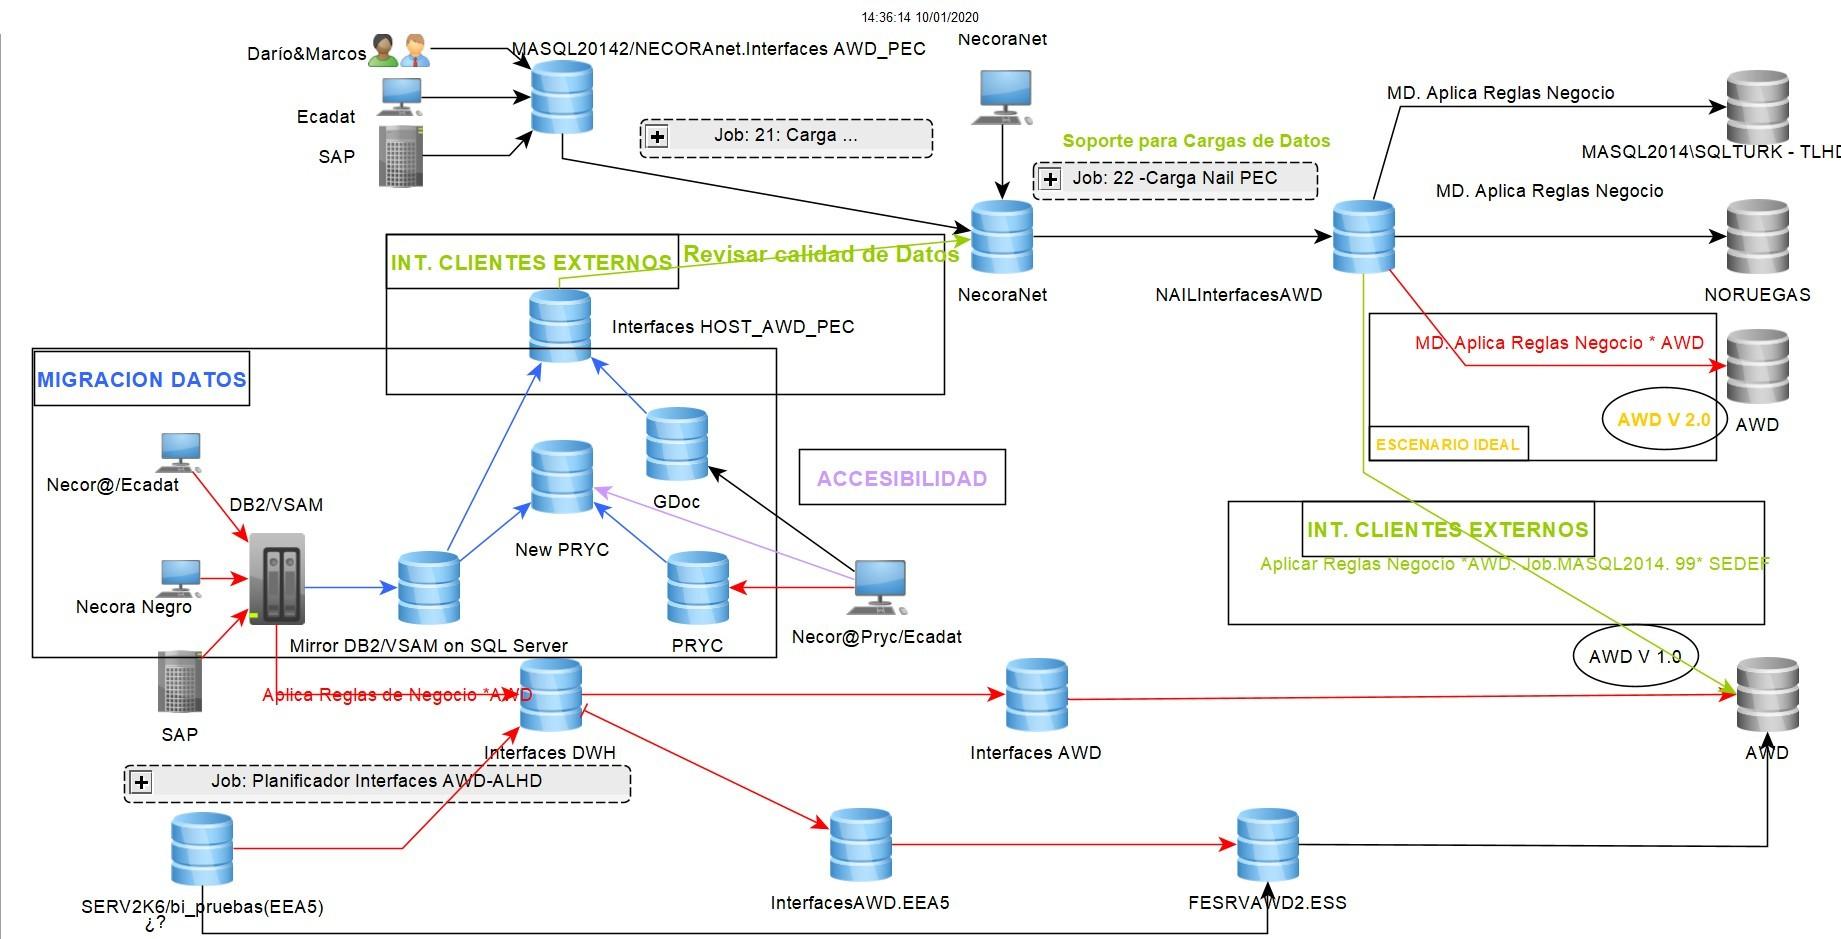 14:36:14 10/01/2020
Darío&Marcos
MASQL20142/NECORAnet.Interfaces AWD_PEC
NecoraNet
Ecadat
SAP
Job: 21: Carga ...
Soporte para Cargas de Datos
Job: 22 -Carga Nail PEC
MD. Aplica Reglas Negocio
MASQL2014\SQLTURK - TLHD
MD. Aplica Reglas Negocio
INT. CLIENTES EXTERNOS
Revisar calidad de Datos
NecoraNet
NAILInterfacesAWD
NORUEGAS
Interfaces HOST_AWD_PEC
MD. Aplica Reglas Negocio * AWD
MIGRACION DATOS
AWD V 2.0
AWD
ESCENARIO IDEAL
Necor@/Ecadat
DB2/VSAM
GDoc
ACCESIBILIDAD
New PRYC
INT. CLIENTES EXTERNOS
Aplicar Reglas Negocio *AWD. Job.MASQL2014. 99* SEDEF
Necora Negro
Mirror DB2/VSAM on SQL Server
PRYC
Necor@Pryc/Ecadat
AWD V 1.0
Aplica Reglas de Negocio *AWD
SAP
Interfaces DWH
Interfaces AWD
AWD
Job: Planificador Interfaces AWD-ALHD
SERV2K6/bi_pruebas(EEA5)
¿?
InterfacesAWD.EEA5
FESRVAWD2.ESS